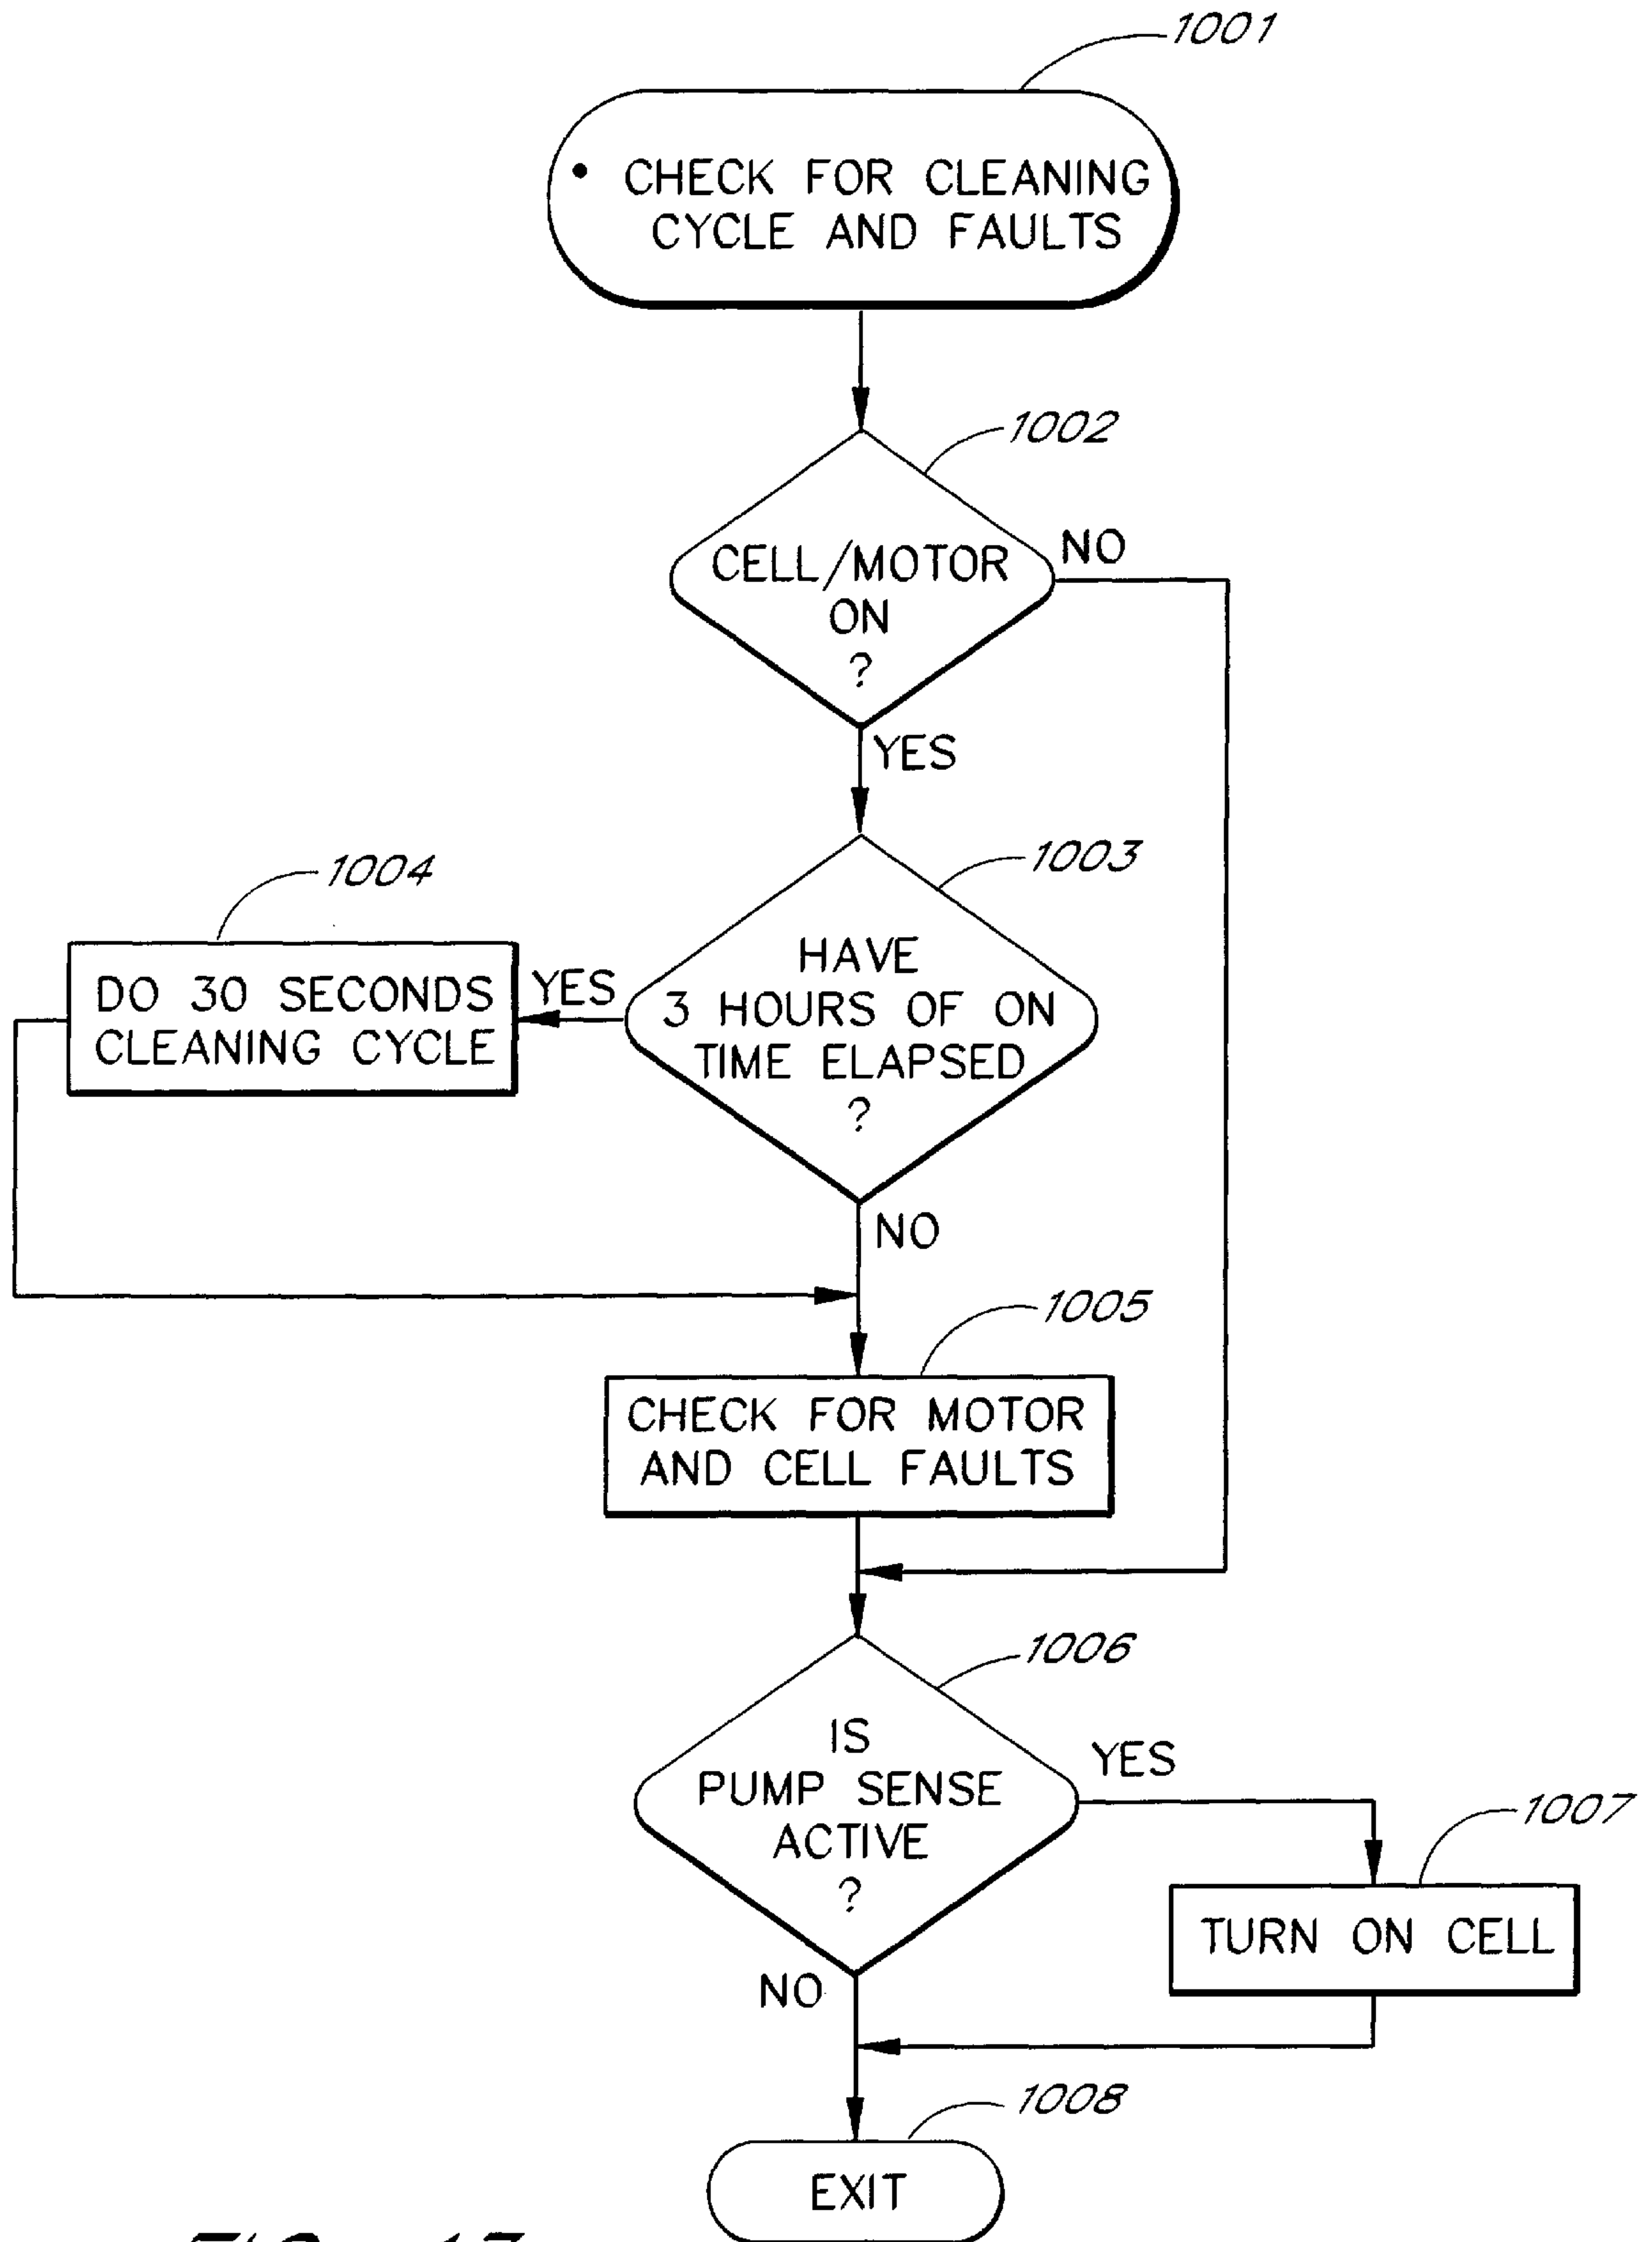 1001
• CHECK FOR CLEANING
CYCLE AND FAULTS
1002
CELL/MOTOR
ON
?
NO
YES
1003
HAVE
3 HOURS OF ON
TIME ELAPSED
?
YES
1004
DO 30 SECONDS
CLEANING CYCLE
NO
1005
CHECK FOR MOTOR
AND CELL FAULTS
1006
IS
PUMP SENSE
ACTIVE
?
YES
1007
TURN ON CELL
NO
1008
EXIT